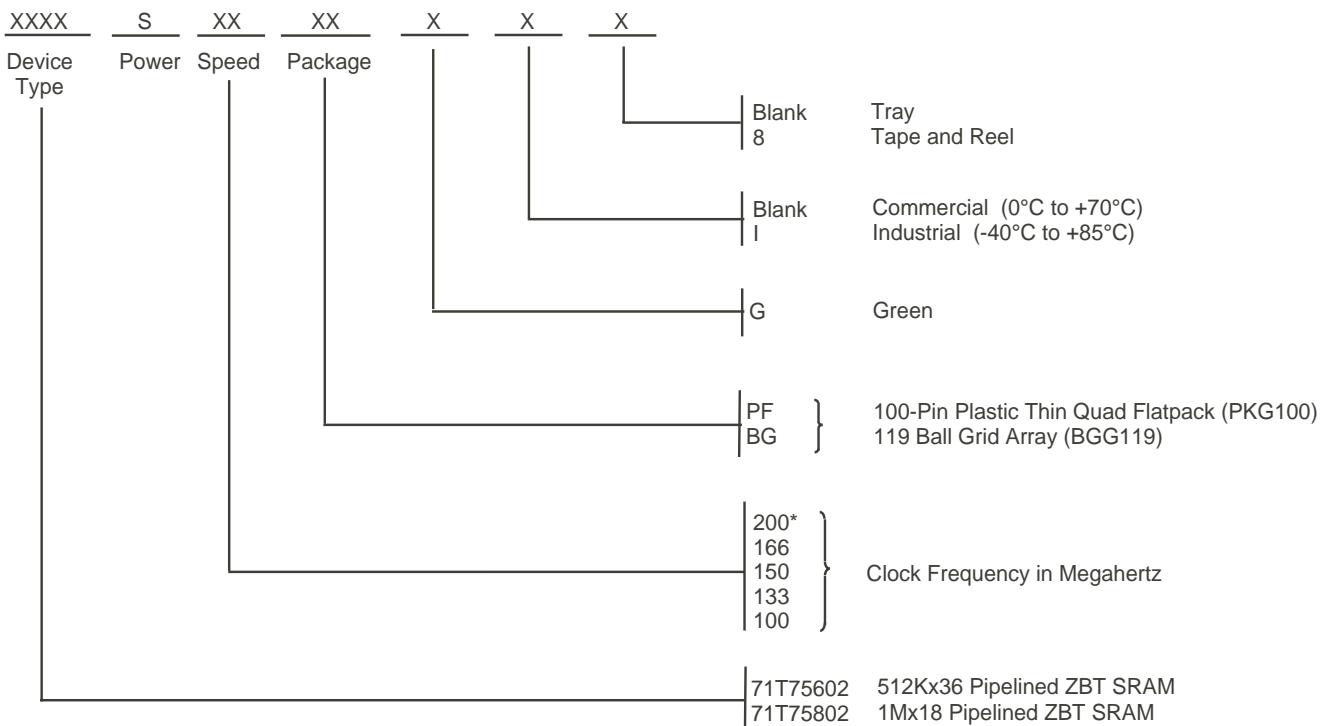 XXXX S XX XX X X X
Device Type Power Speed Package
Blank Tray
8 Tape and Reel
Blank Commercial (0°C to +70°C)
I Industrial (-40°C to +85°C)
G Green
PF 100-Pin Plastic Thin Quad Flatpack (PKG100)
BG 119 Ball Grid Array (BGG119)
200*
166
150 Clock Frequency in Megahertz
133
100
71T75602 512Kx36 Pipelined ZBT SRAM
71T75802 1Mx18 Pipelined ZBT SRAM